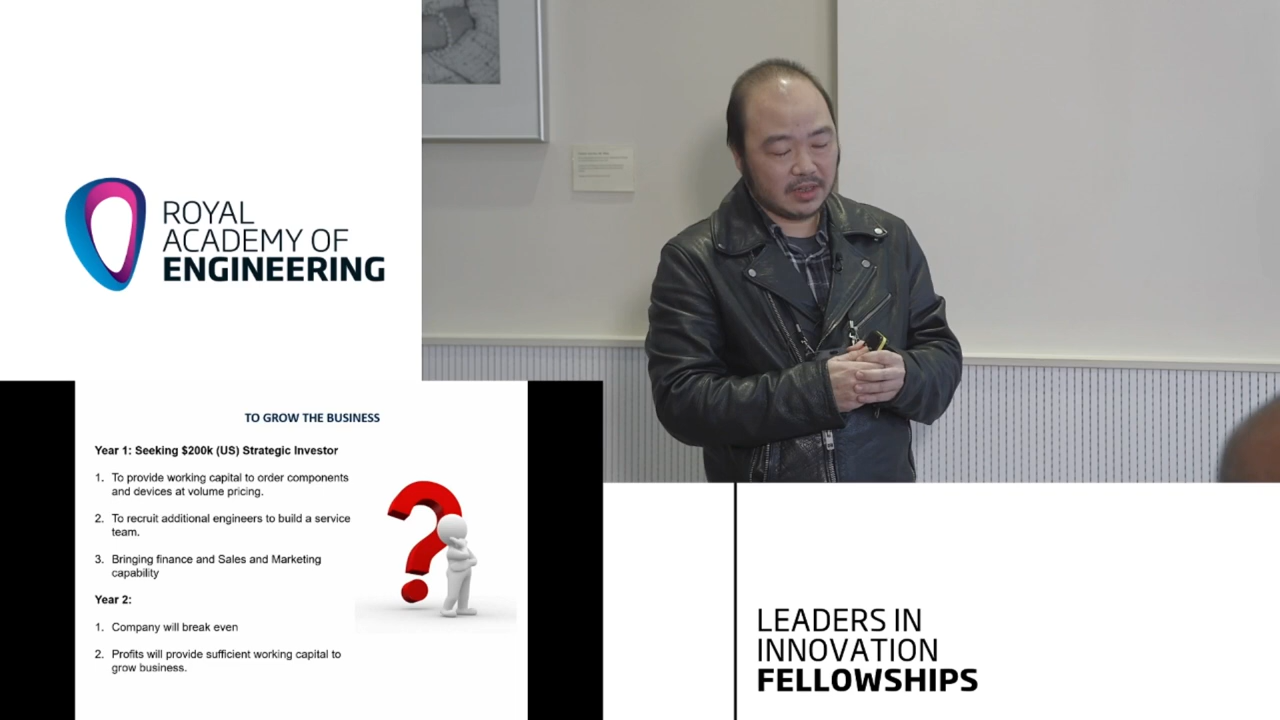 ROYAL
ACADEMY OF
ENGINEERING
TO GROW THE BUSINESS
Year 1: Seeking $200k (US) Strategic Investor
1. To provide working capital to order components
and devices at volume pricing.
2. To recruit additional engineers to build a service
team.
3. Bringing finance and Sales and Marketing
capability
Year 2:
1. Company will break even
2. Profits will provide sufficient working capital to
grow business.
LEADERS IN
INNOVATION
FELLOWSHIPS